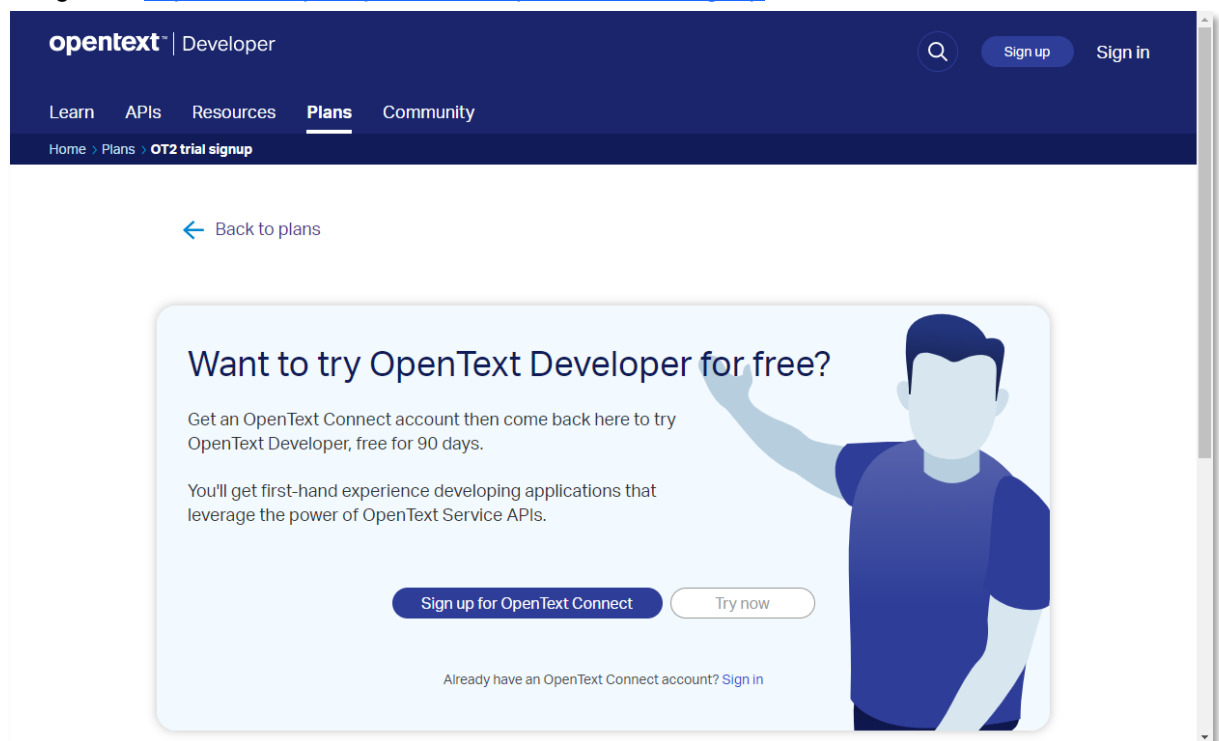 opentext™ | Developer
Sign up
Sign in
Learn
APIs
Resources
Plans
Community
Home > Plans > OT2 trial signup
← Back to plans
Want to try OpenText Developer for free?
Get an OpenText Connect account then come back here to try
OpenText Developer, free for 90 days.
You'll get first-hand experience developing applications that
leverage the power of OpenText Service APIs.
Sign up for OpenText Connect
Try now
Already have an OpenText Connect account? Sign in